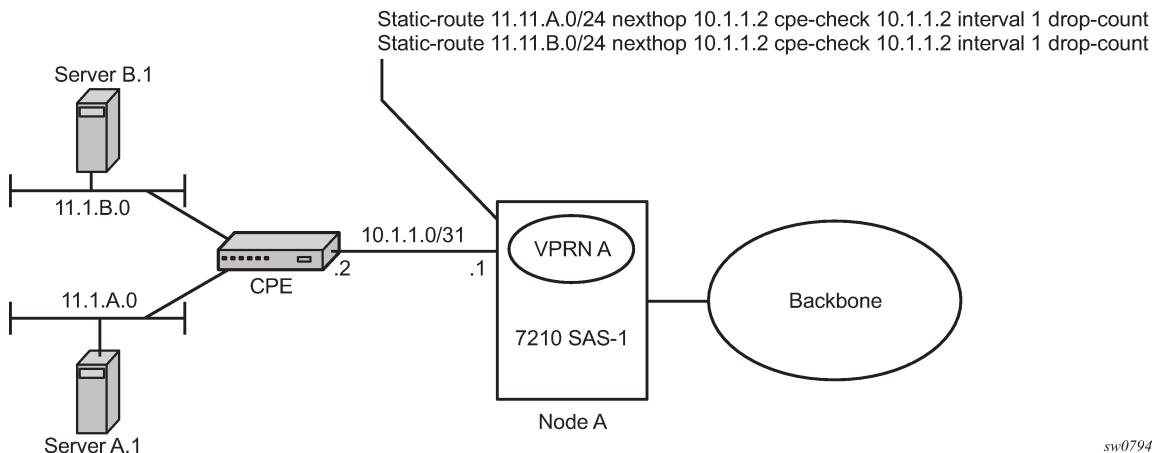 Static-route 11.11.A.0/24 nexthop 10.1.1.2 cpe-check 10.1.1.2 interval 1 drop-count
Static-route 11.11.B.0/24 nexthop 10.1.1.2 cpe-check 10.1.1.2 interval 1 drop-count
Server B.1
11.1.B.0
10.1.1.0/31
VPRN A
.2
.1
CPE
11.1.A.0
Backbone
7210 SAS-1
Node A
Server A.1
sw0794